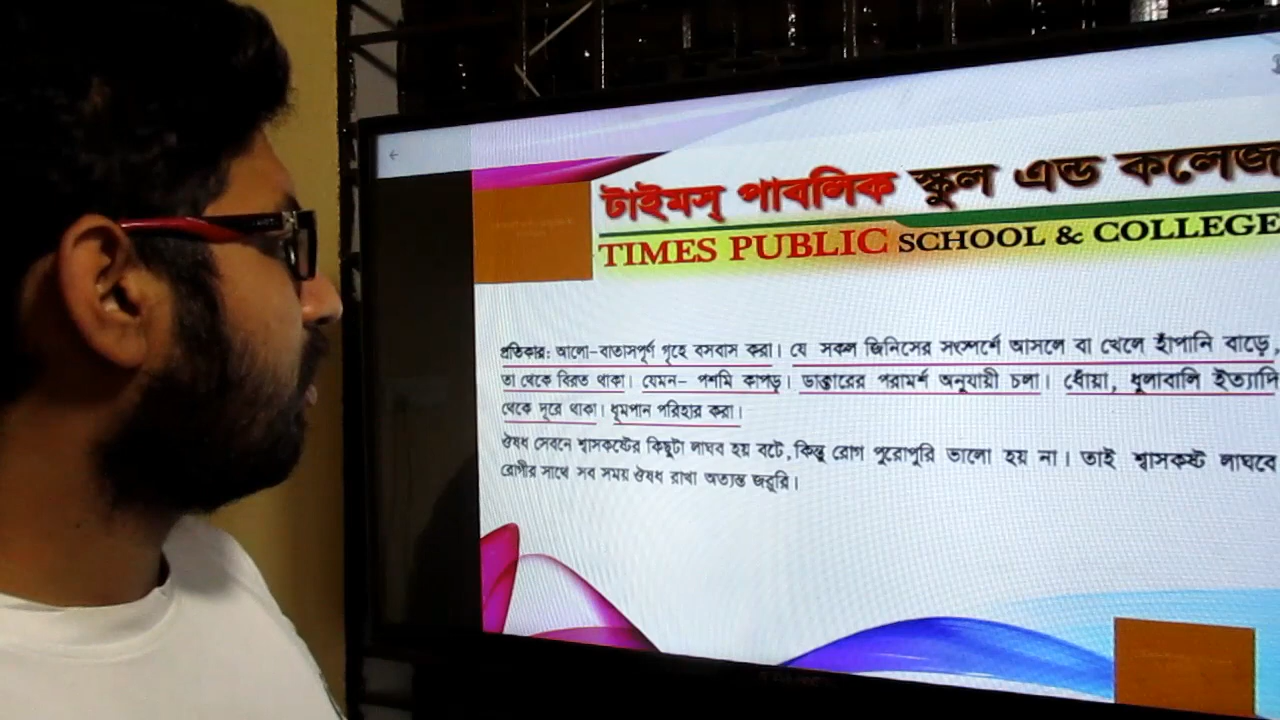 টাইমস্ পাবলিক স্কুল এন্ড কলেজ
TIMES PUBLIC SCHOOL & COLLEGE
প্রতিকার: আলো-বাতাসপূর্ণ গৃহে বসবাস করা। যে সকল জিনিসের সংস্পর্শে আসলে বা খেলে হাঁপানি বাড়ে,
তা থেকে বিরত থাকা। যেমন- পশমি কাপড়। ডাক্তারের পরামর্শ অনুযায়ী চলা। ধোঁয়া, ধুলাবালি ইত্যাদি
থেকে দূরে থাকা। ধূমপান পরিহার করা।
ঔষধ সেবনে শ্বাসকষ্টের কিছুটা লাঘব হয় বটে, কিন্তু রোগ পুরোপুরি ভালো হয় না। তাই শ্বাসকষ্ট লাঘবে
রোগীর সাথে সব সময় ঔষধ রাখা অত্যন্ত জরুরি।